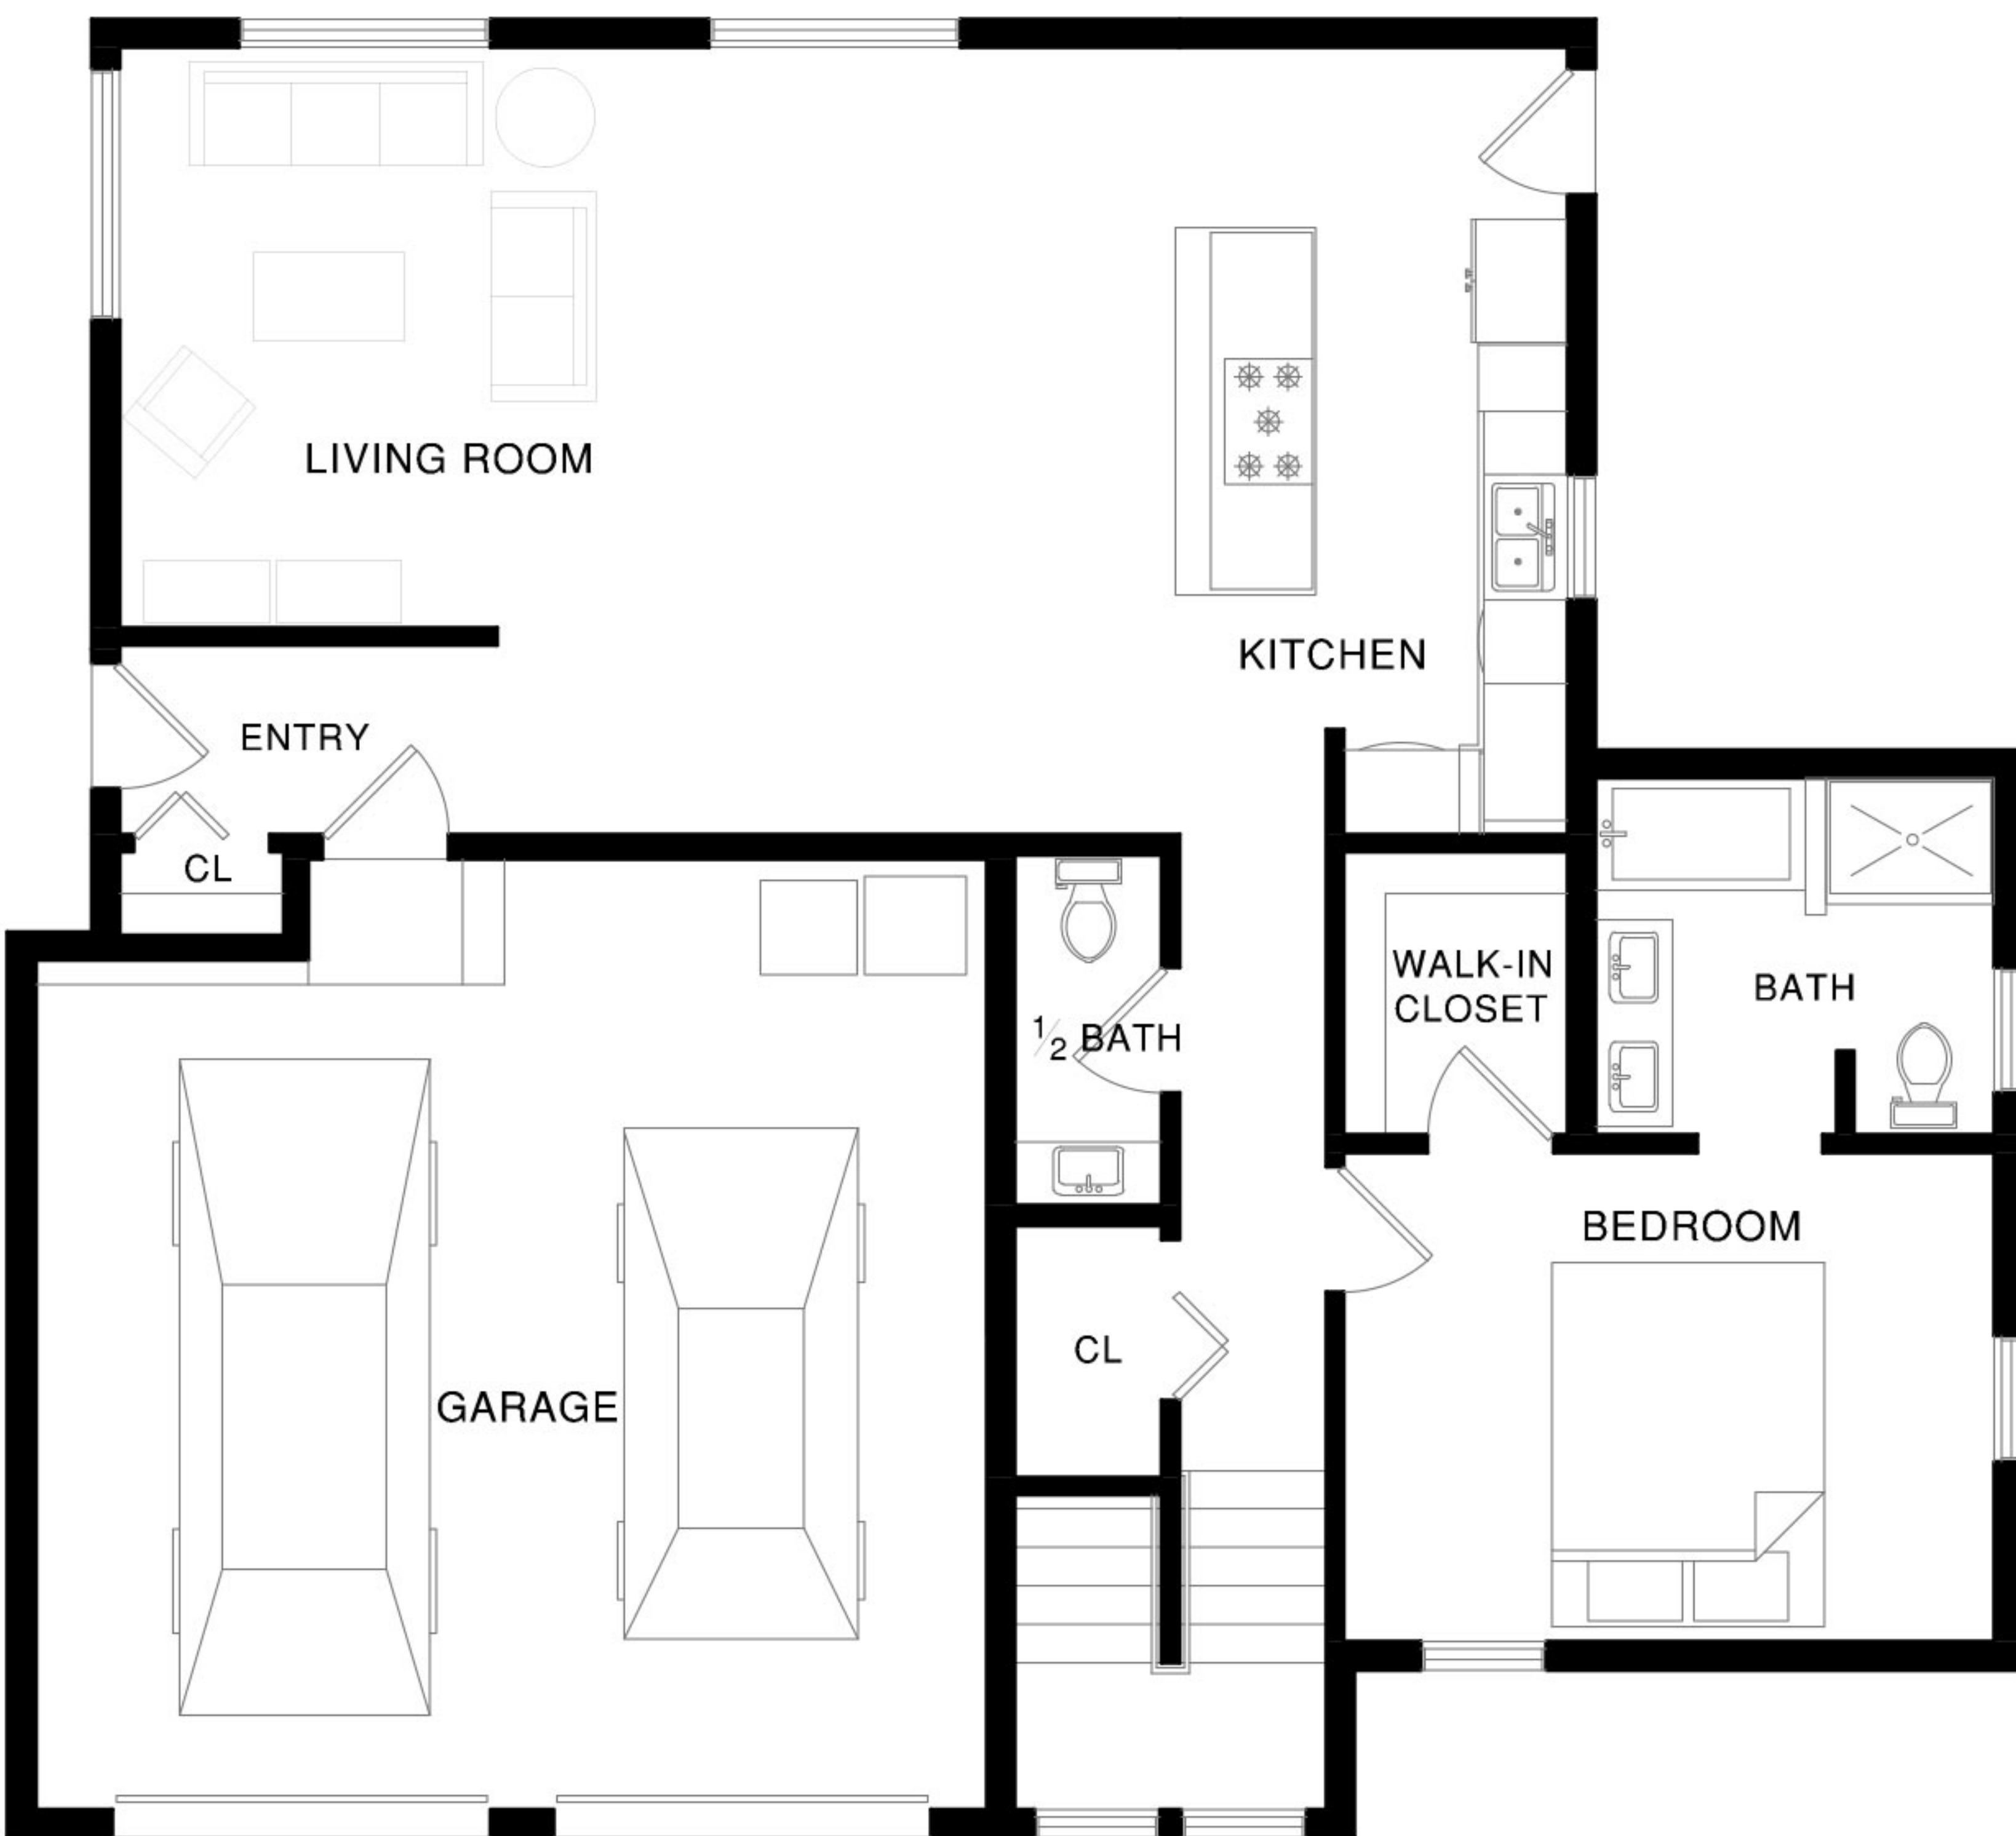 LIVING ROOM
KITCHEN
ENTRY
CL
WALK-IN
CLOSET
BATH
1/2 BATH
BEDROOM
CL
GARAGE